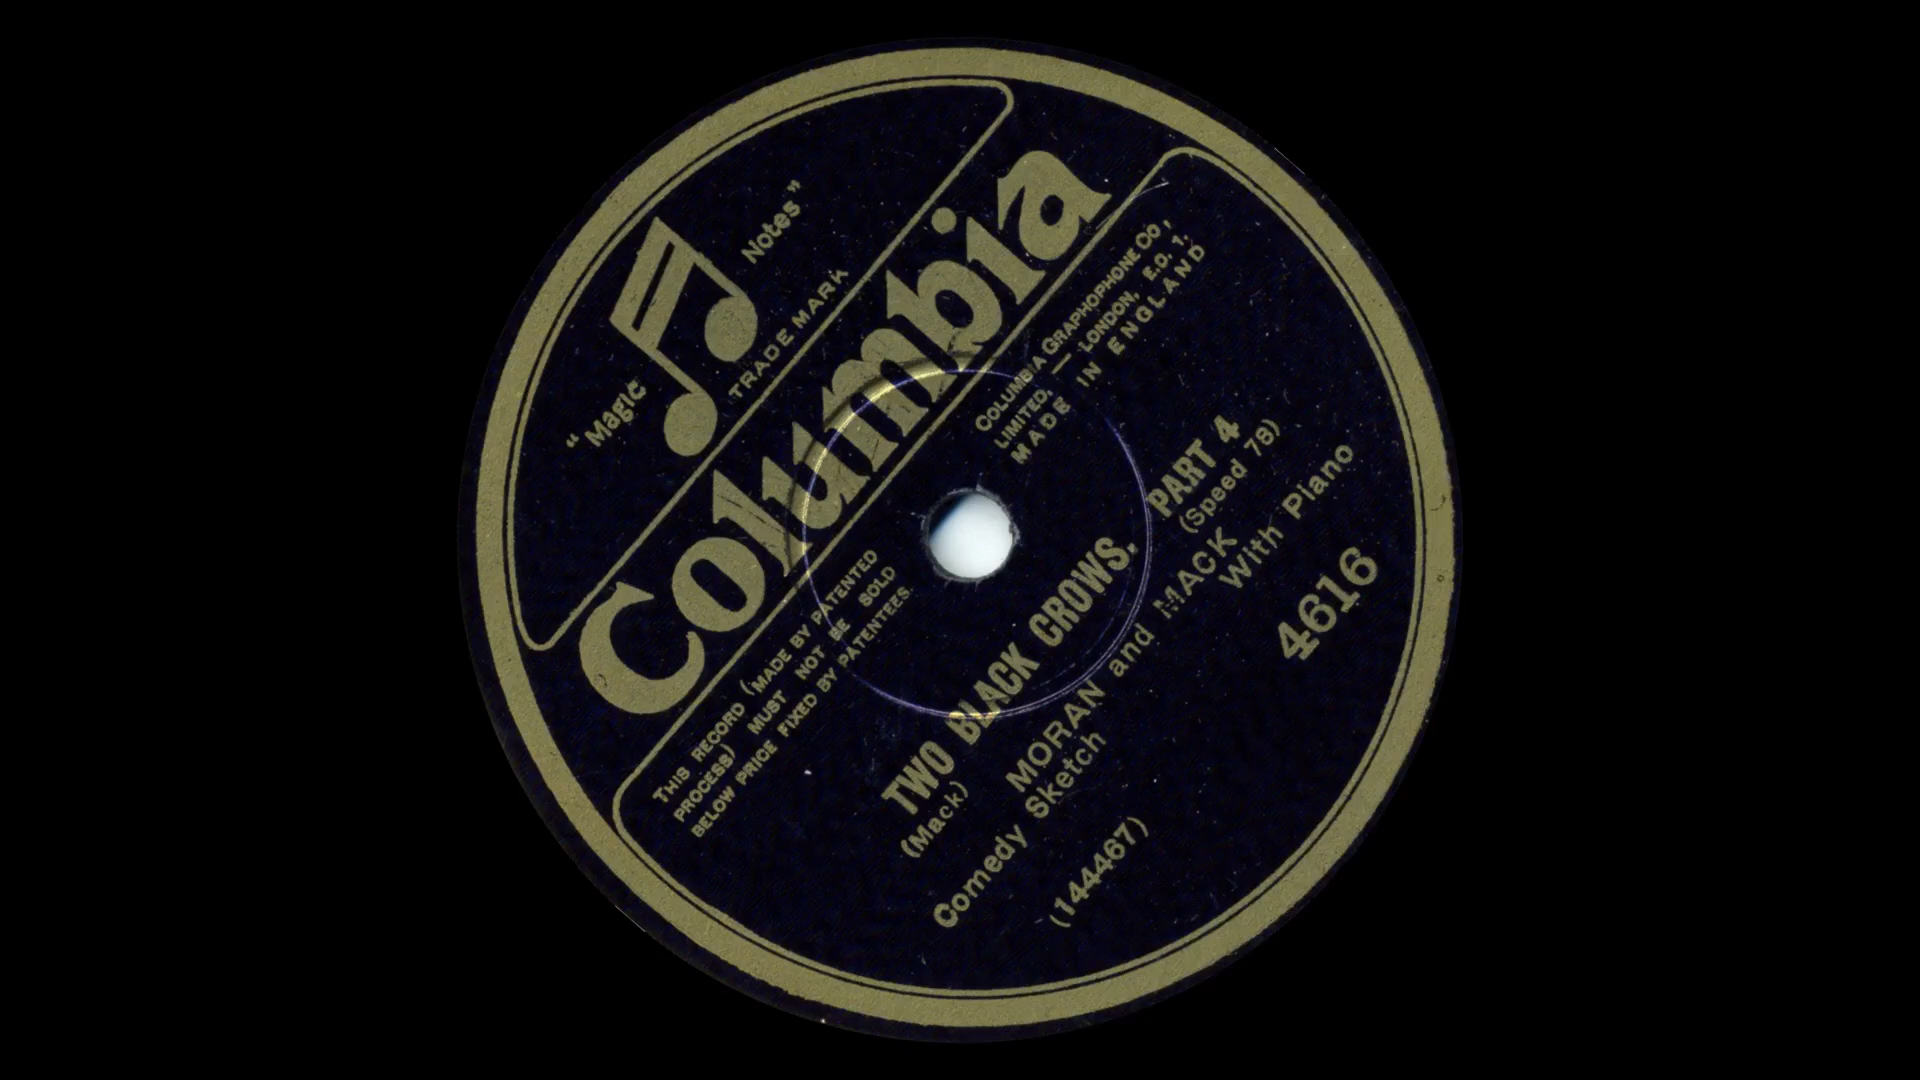 “Magic Notes”
TRADE MARK
Columbia
COLUMBIA GRAPHOPHONE CO,
LIMITED, — LONDON, E.C. 1.
MADE IN ENGLAND
THIS RECORD (MADE BY PATENTED
PROCESS) MUST NOT BE SOLD
BELOW PRICE FIXED BY PATENTEES.
TWO BLACK CROWS. PART 4
(Mack) (Speed 78)
MORAN and MACK
Comedy Sketch With Piano
(144467) 4616